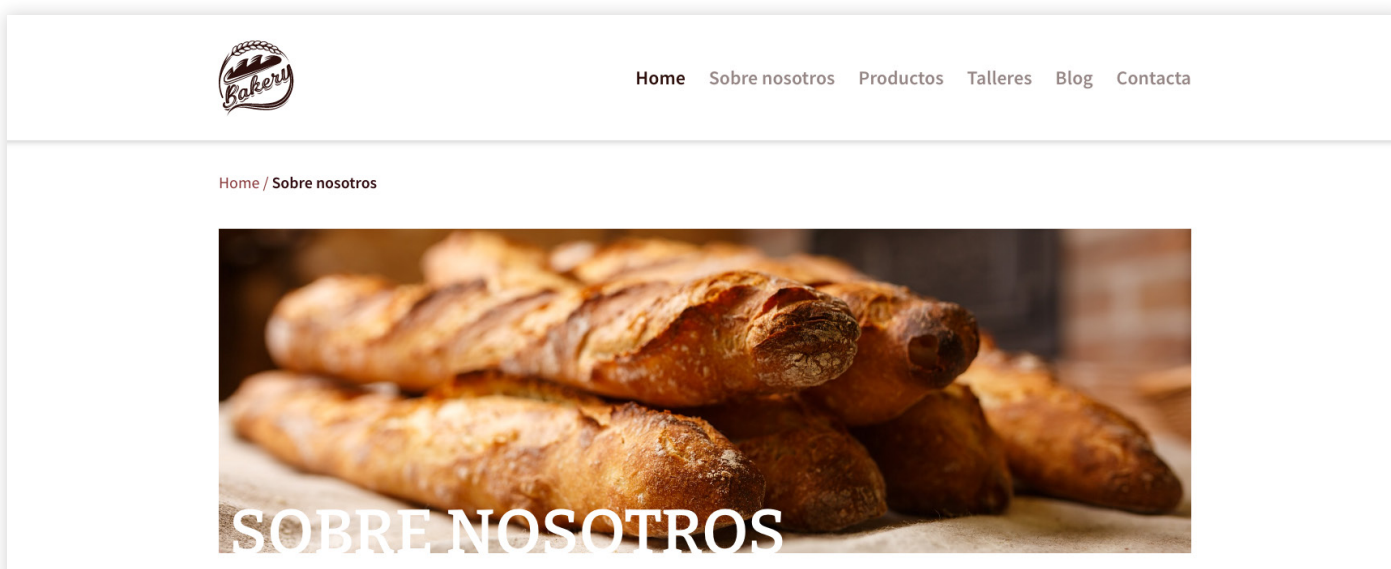 Bakery
Home Sobre nosotros Productos Talleres Blog Contacta
Home / Sobre nosotros
SOBRE NOSOTROS